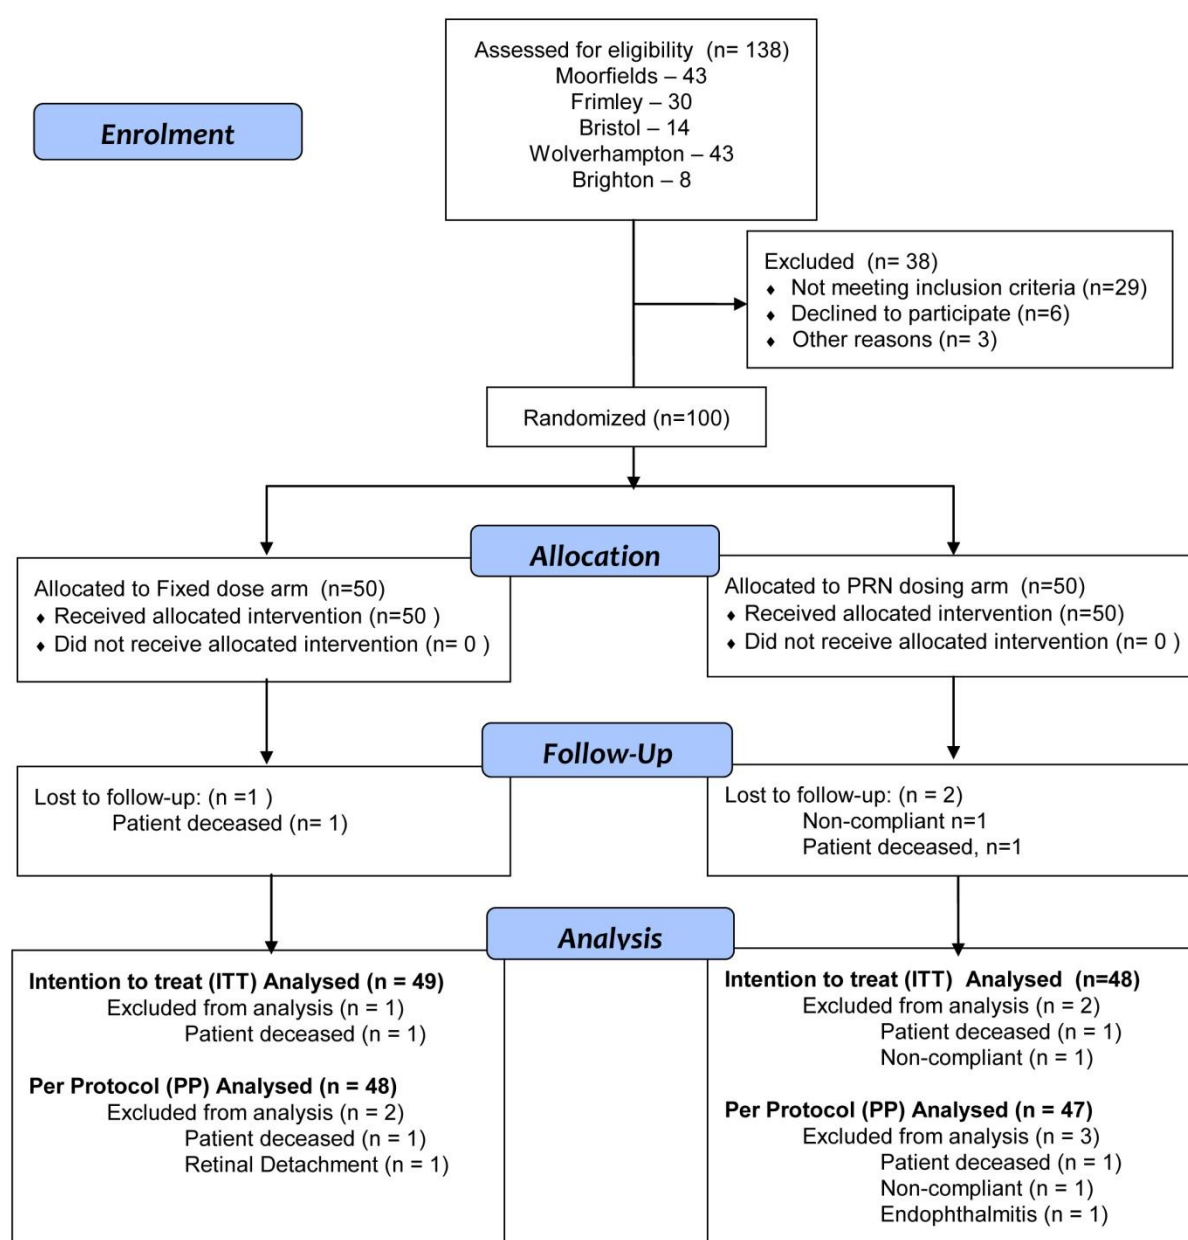 Assessed for eligibility (n= 138)
Moorfields – 43
Frimley – 30
Bristol – 14
Wolverhampton – 43
Brighton – 8
Enrolment
Excluded (n= 38)
♦ Not meeting inclusion criteria (n=29)
♦ Declined to participate (n=6)
♦ Other reasons (n= 3)
Randomized (n=100)
Allocation
Allocated to Fixed dose arm (n=50)
♦ Received allocated intervention (n=50 )
♦ Did not receive allocated intervention (n= 0 )
Allocated to PRN dosing arm (n=50)
♦ Received allocated intervention (n=50)
♦ Did not receive allocated intervention (n= 0 )
Follow-Up
Lost to follow-up: (n =1 )
Patient deceased (n= 1)
Lost to follow-up: (n = 2)
Non-compliant n=1
Patient deceased, n=1
Analysis
Intention to treat (ITT) Analysed (n = 49)
Excluded from analysis (n = 1)
Patient deceased (n = 1)
Per Protocol (PP) Analysed (n = 48)
Excluded from analysis (n = 2)
Patient deceased (n = 1)
Retinal Detachment (n = 1)
Intention to treat (ITT) Analysed (n=48)
Excluded from analysis (n = 2)
Patient deceased (n = 1)
Non-compliant (n = 1)
Per Protocol (PP) Analysed (n = 47)
Excluded from analysis (n = 3)
Patient deceased (n = 1)
Non-compliant (n = 1)
Endophthalmitis (n = 1)